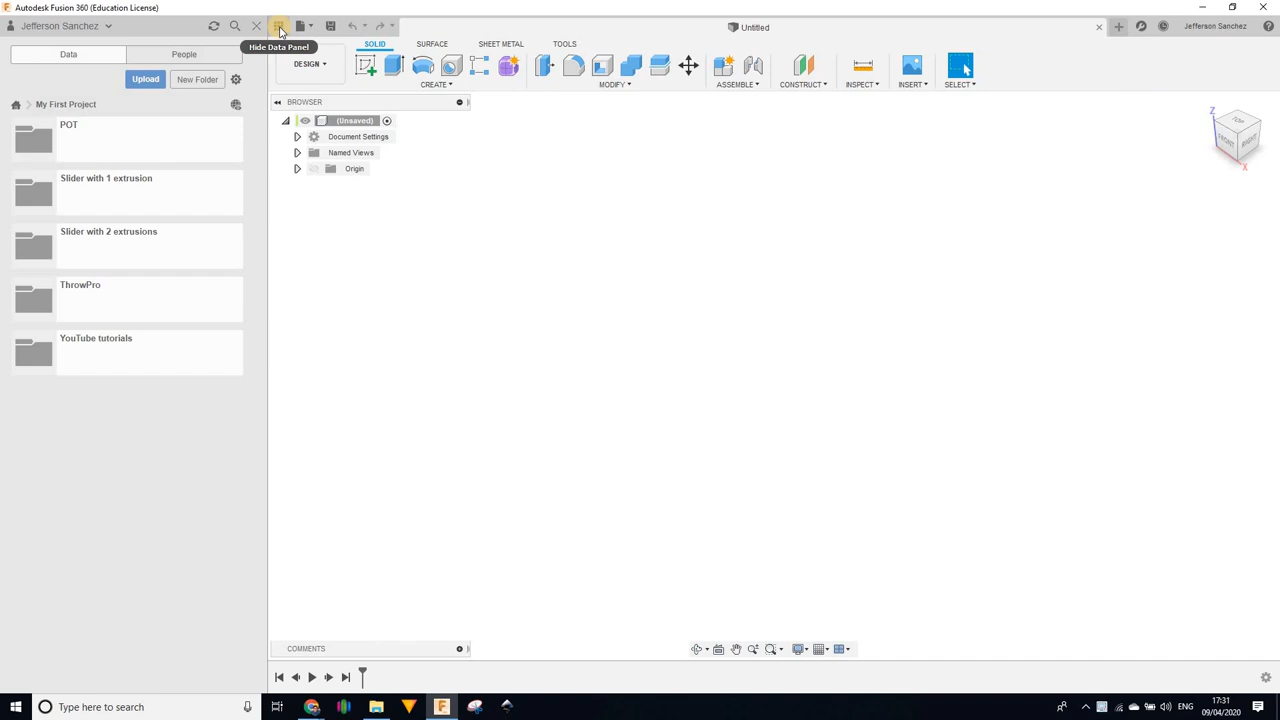 Autodesk Fusion 360 (Education License)
Jefferson Sanchez
Untitled
Jefferson Sanchez
Hide Data Panel
Data
People
SOLID
SURFACE
SHEET METAL
TOOLS
DESIGN
Upload
New Folder
CREATE
MODIFY
ASSEMBLE
CONSTRUCT
INSPECT
INSERT
SELECT
My First Project
BROWSER
(Unsaved)
Document Settings
Named Views
Origin
POT
Slider with 1 extrusion
Slider with 2 extrusions
ThrowPro
YouTube tutorials
Z
TOP
FRONT
RIGHT
X
COMMENTS
Type here to search
ENG
17:31
09/04/2020